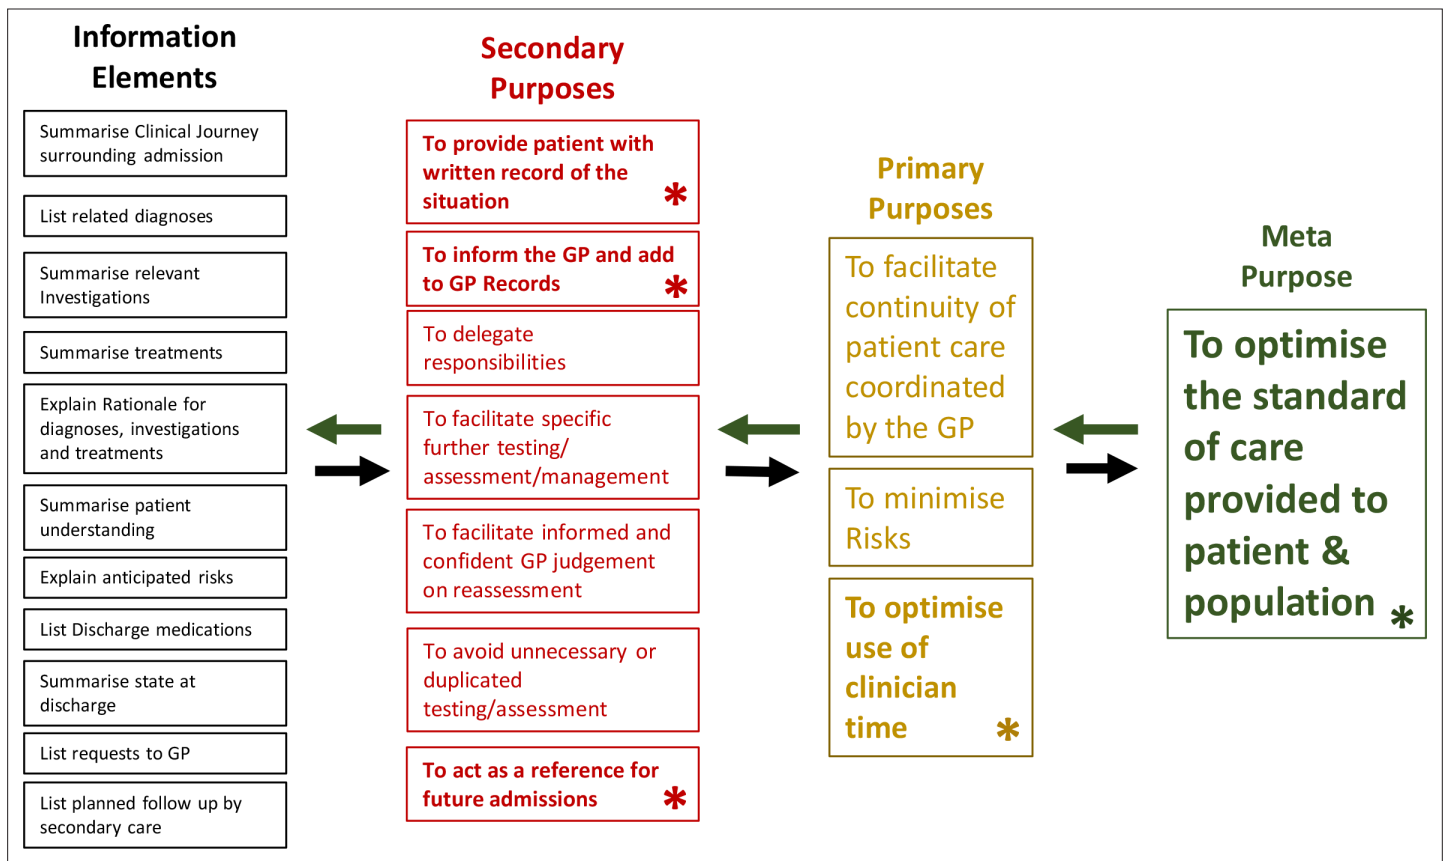 Information
Elements
Summarise Clinical Journey
surrounding admission
List related diagnoses
Summarise relevant
Investigations
Summarise treatments
Explain Rationale for
diagnoses, investigations
and treatments
Summarise patient
understanding
Explain anticipated risks
List Discharge medications
Summarise state at
discharge
List requests to GP
List planned follow up by
secondary care
Secondary
Purposes
To provide patient with
written record of the
situation *
To inform the GP and add
to GP Records *
To delegate
responsibilities
To facilitate specific
further testing/
assessment/management
To facilitate informed and
confident GP judgement
on reassessment
To avoid unnecessary or
duplicated
testing/assessment
To act as a reference for
future admissions *
Primary
Purposes
To facilitate
continuity of
patient care
coordinated
by the GP
To minimise
Risks
To optimise
use of
clinician
time *
Meta
Purpose
To optimise
the standard
of care
provided to
patient &
population *